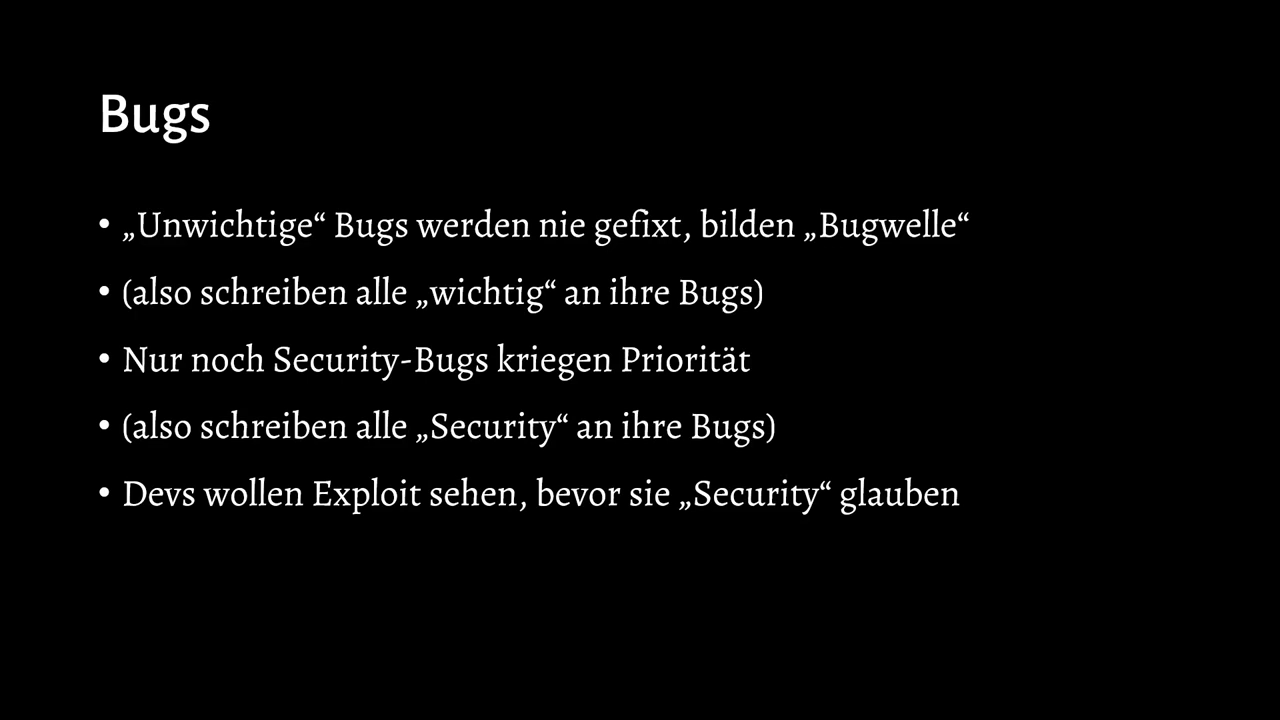 Bugs
• „Unwichtige“ Bugs werden nie gefixt, bilden „Bugwelle“
• (also schreiben alle „wichtig“ an ihre Bugs)
• Nur noch Security-Bugs kriegen Priorität
• (also schreiben alle „Security“ an ihre Bugs)
• Devs wollen Exploit sehen, bevor sie „Security“ glauben